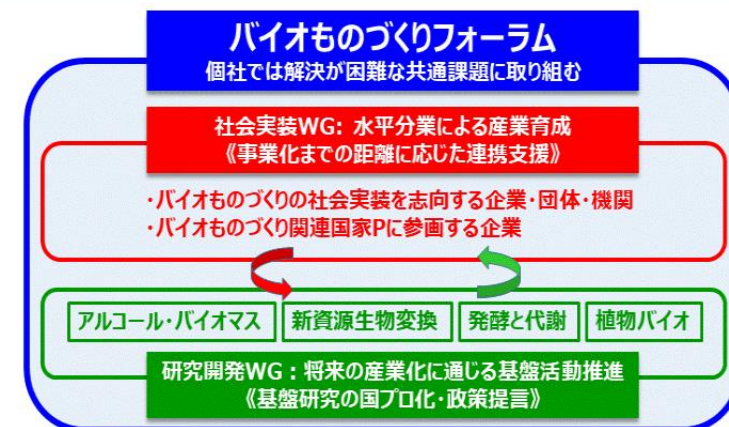 バイオものづくりフォーラム
個社では解決が困難な共通課題に取り組む
社会実装WG: 水平分業による産業育成
《事業化までの距離に応じた連携支援》
・バイオものづくりの社会実装を志向する企業・団体・機関
・バイオものづくり関連国家Pに参画する企業
アルコール・バイオマス 新資源生物変換 発酵と代謝 植物バイオ
研究開発WG：将来の産業化に通じる基盤活動推進
《基盤研究の国プロ化・政策提言》